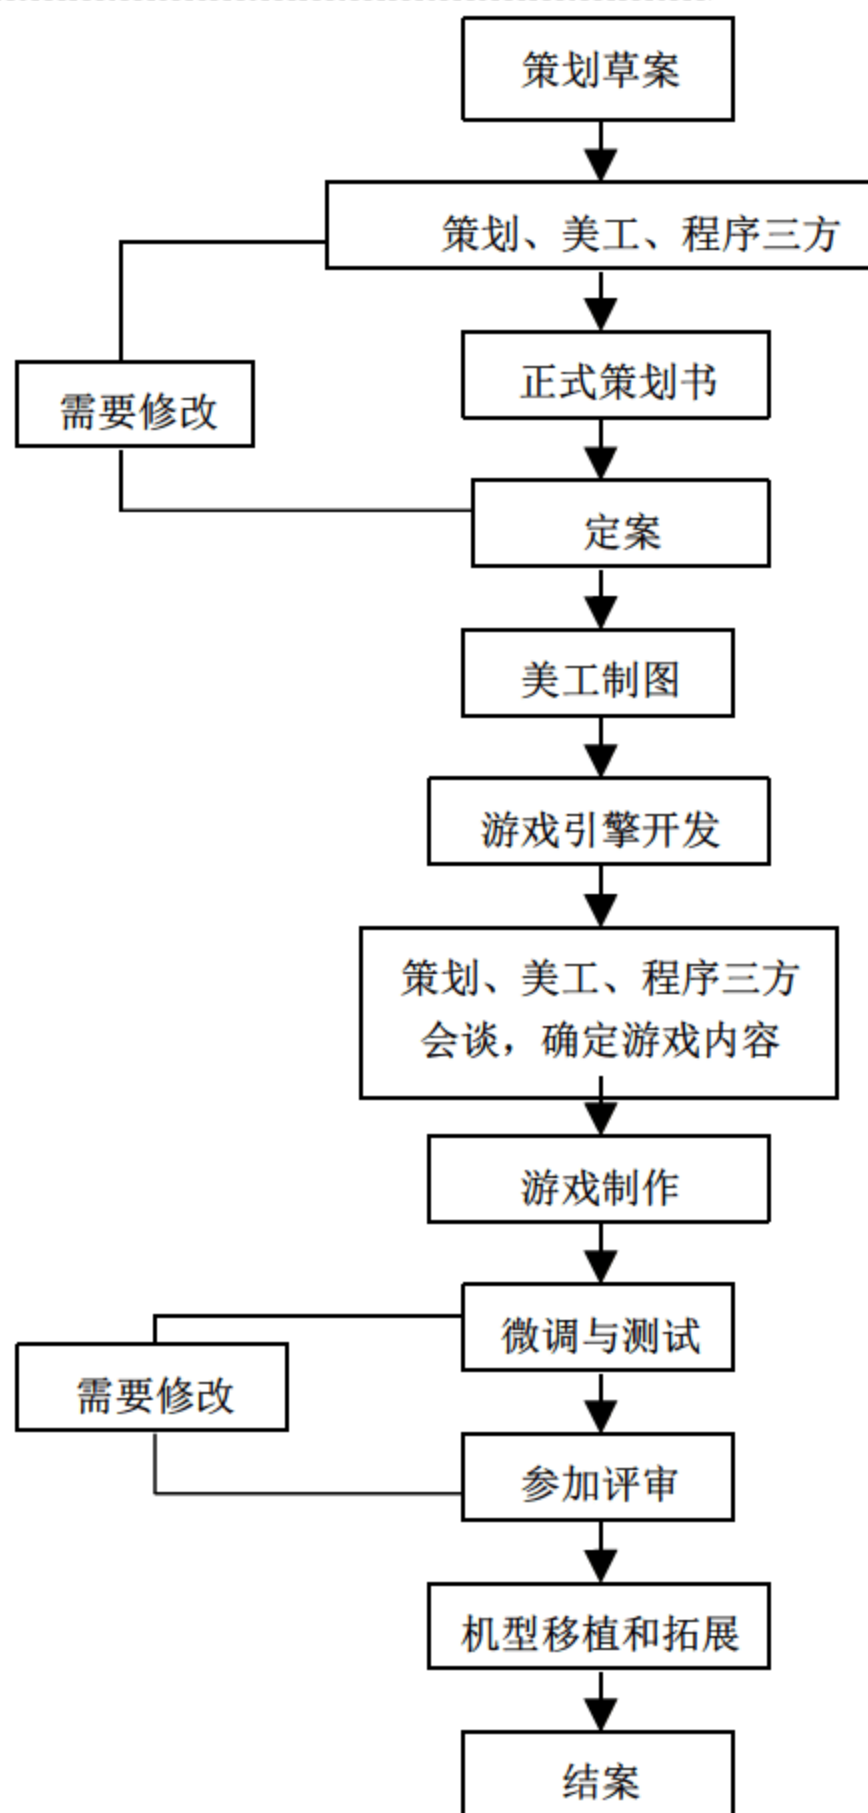 策划草案
策划、美工、程序三方
正式策划书
需要修改
定案
美工制图
游戏引擎开发
策划、美工、程序三方
会谈，确定游戏内容
游戏制作
微调与测试
需要修改
参加评审
机型移植和拓展
结案